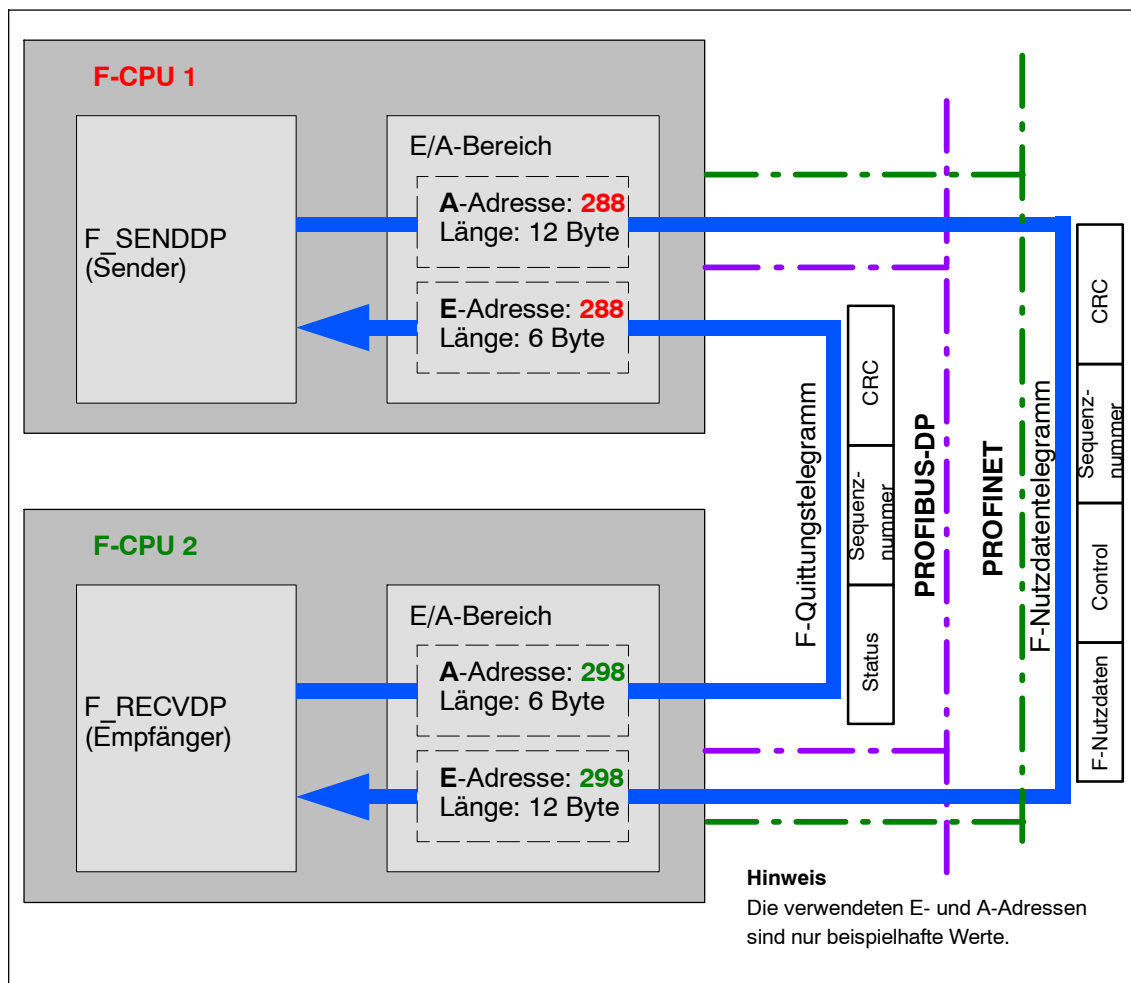 F-CPU 1
F_SENDDP
(Sender)
E/A-Bereich
A-Adresse: 288
Länge: 12 Byte
E-Adresse: 288
Länge: 6 Byte
F-CPU 2
F_RECVDP
(Empfänger)
E/A-Bereich
A-Adresse: 298
Länge: 6 Byte
E-Adresse: 298
Länge: 12 Byte
F-Quittungstelegramm
CRC
Sequenz-
nummer
Status
PROFIBUS-DP
PROFINET
F-Nutzdatentelegramm
CRC
Sequenz-
nummer
Control
F-Nutzdaten
Hinweis
Die verwendeten E- und A-Adressen
sind nur beispielhafte Werte.